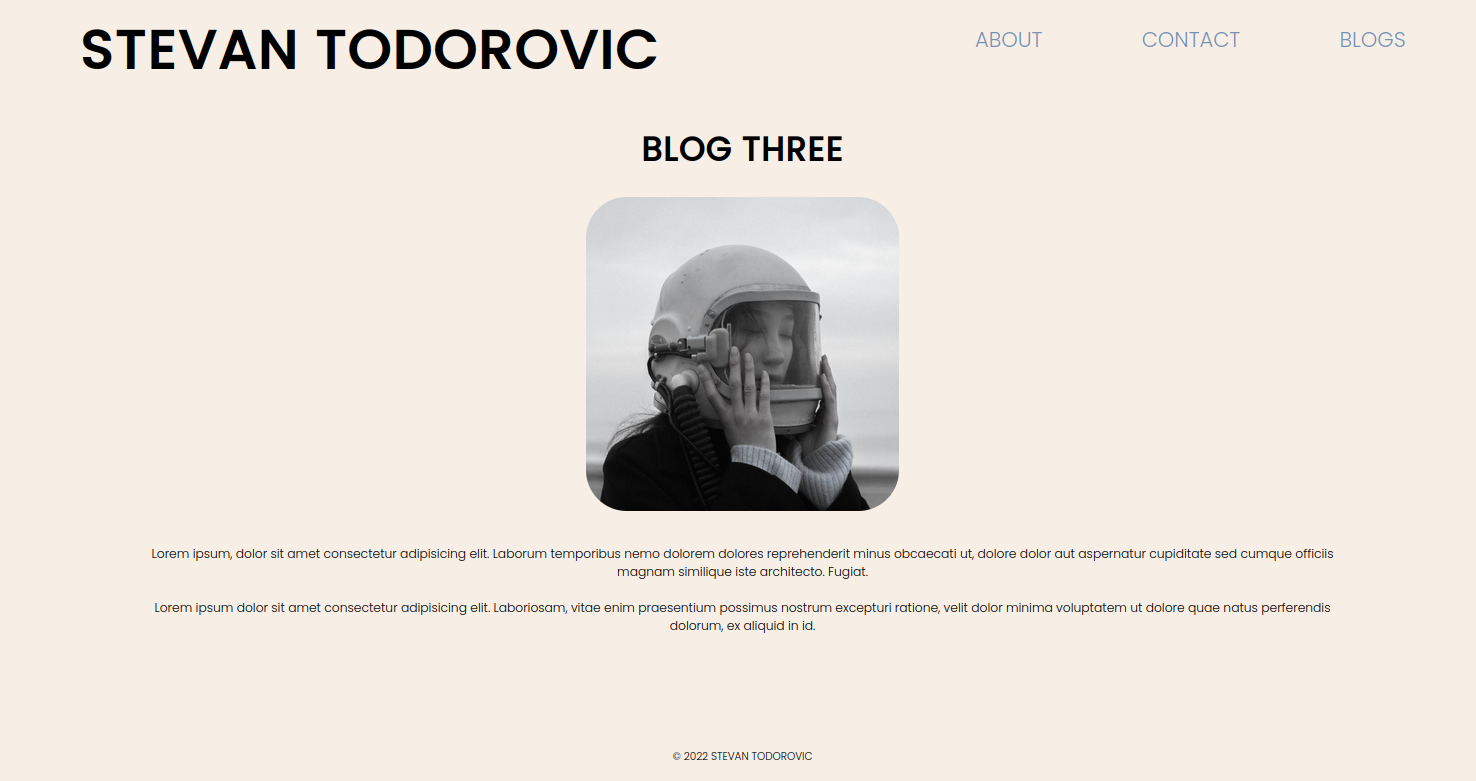 STEVAN TODOROVIC
ABOUT
CONTACT
BLOGS
BLOG THREE
Lorem ipsum, dolor sit amet consectetur adipisicing elit. Laborum temporibus nemo dolorem dolores reprehenderit minus obcaecati ut, dolore dolor aut aspernatur cupiditate sed cumque officiis
magnam similique iste architecto. Fugiat.
Lorem ipsum dolor sit amet consectetur adipisicing elit. Laboriosam, vitae enim praesentium possimus nostrum excepturi ratione, velit dolor minima voluptatem ut dolore quae natus perferendis
dolorum, ex aliquid in id.
© 2022 STEVAN TODOROVIC